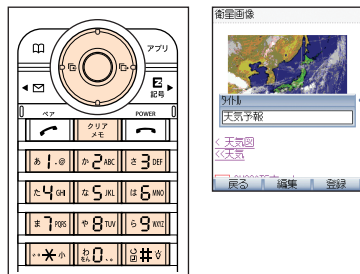 アプリ
記号
ペア
クリア
メモ
POWER
あ 1 .@
か 2 ABC
さ 3 DEF
た 4 GHI
な 5 JKL
は 6 MNO
ま 7 PQRS
や 8 TUV
ら 9 WXYZ
わをん 0
#
衛星画像
ﾀｲﾄﾙ
天気予報
< 天気図
<<天気
戻る 編集 登録